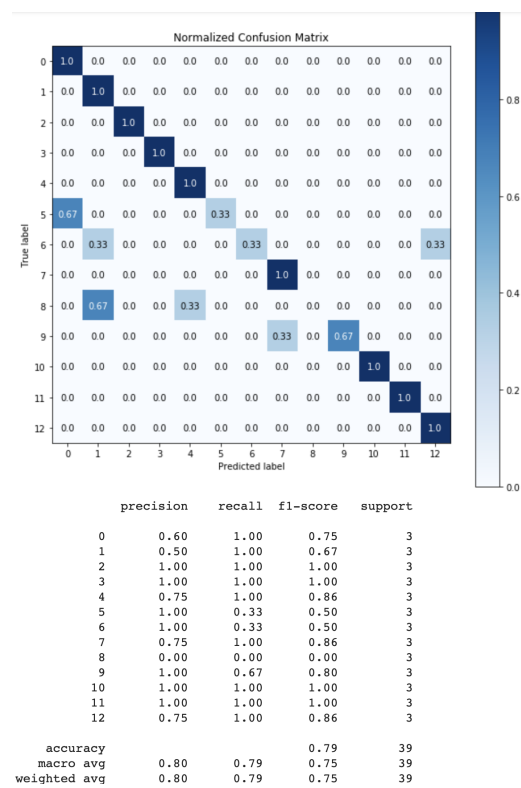 Normalized Confusion Matrix
0 1.0 0.0 0.0 0.0 0.0 0.0 0.0 0.0 0.0 0.0 0.0 0.0 0.0
1 0.0 1.0 0.0 0.0 0.0 0.0 0.0 0.0 0.0 0.0 0.0 0.0 0.0
2 0.0 0.0 1.0 0.0 0.0 0.0 0.0 0.0 0.0 0.0 0.0 0.0 0.0
3 0.0 0.0 0.0 1.0 0.0 0.0 0.0 0.0 0.0 0.0 0.0 0.0 0.0
4 0.0 0.0 0.0 0.0 1.0 0.0 0.0 0.0 0.0 0.0 0.0 0.0 0.0
5 0.67 0.0 0.0 0.0 0.0 0.33 0.0 0.0 0.0 0.0 0.0 0.0 0.0
6 0.0 0.33 0.0 0.0 0.0 0.0 0.33 0.0 0.0 0.0 0.0 0.0 0.33
7 0.0 0.0 0.0 0.0 0.0 0.0 0.0 1.0 0.0 0.0 0.0 0.0 0.0
8 0.0 0.67 0.0 0.0 0.33 0.0 0.0 0.0 0.0 0.0 0.0 0.0 0.0
9 0.0 0.0 0.0 0.0 0.0 0.0 0.0 0.33 0.0 0.67 0.0 0.0 0.0
10 0.0 0.0 0.0 0.0 0.0 0.0 0.0 0.0 0.0 0.0 1.0 0.0 0.0
11 0.0 0.0 0.0 0.0 0.0 0.0 0.0 0.0 0.0 0.0 0.0 1.0 0.0
12 0.0 0.0 0.0 0.0 0.0 0.0 0.0 0.0 0.0 0.0 0.0 0.0 1.0
0 1 2 3 4 5 6 7 8 9 10 11 12
True label
Predicted label
0.8
0.6
0.4
0.2
0.0
precision recall f1-score support
0 0.60 1.00 0.75 3
1 0.50 1.00 0.67 3
2 1.00 1.00 1.00 3
3 1.00 1.00 1.00 3
4 0.75 1.00 0.86 3
5 1.00 0.33 0.50 3
6 1.00 0.33 0.50 3
7 0.75 1.00 0.86 3
8 0.00 0.00 0.00 3
9 1.00 0.67 0.80 3
10 1.00 1.00 1.00 3
11 1.00 1.00 1.00 3
12 0.75 1.00 0.86 3
accuracy 0.79 39
macro avg 0.80 0.79 0.75 39
weighted avg 0.80 0.79 0.75 39